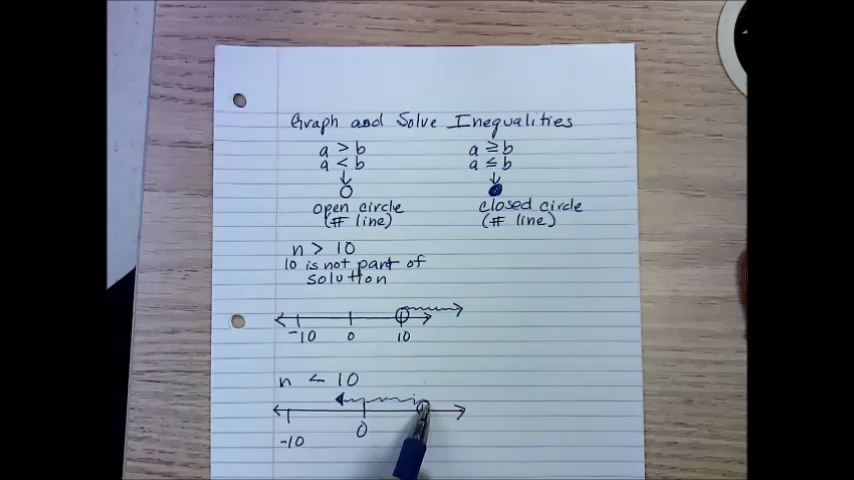 Graph and Solve Inequalities
a > b
a < b
a ≥ b
a ≤ b
open circle
(# line)
closed circle
(# line)
n > 10
10 is not part of
solution
-10 0 10
n < 10
-10 0